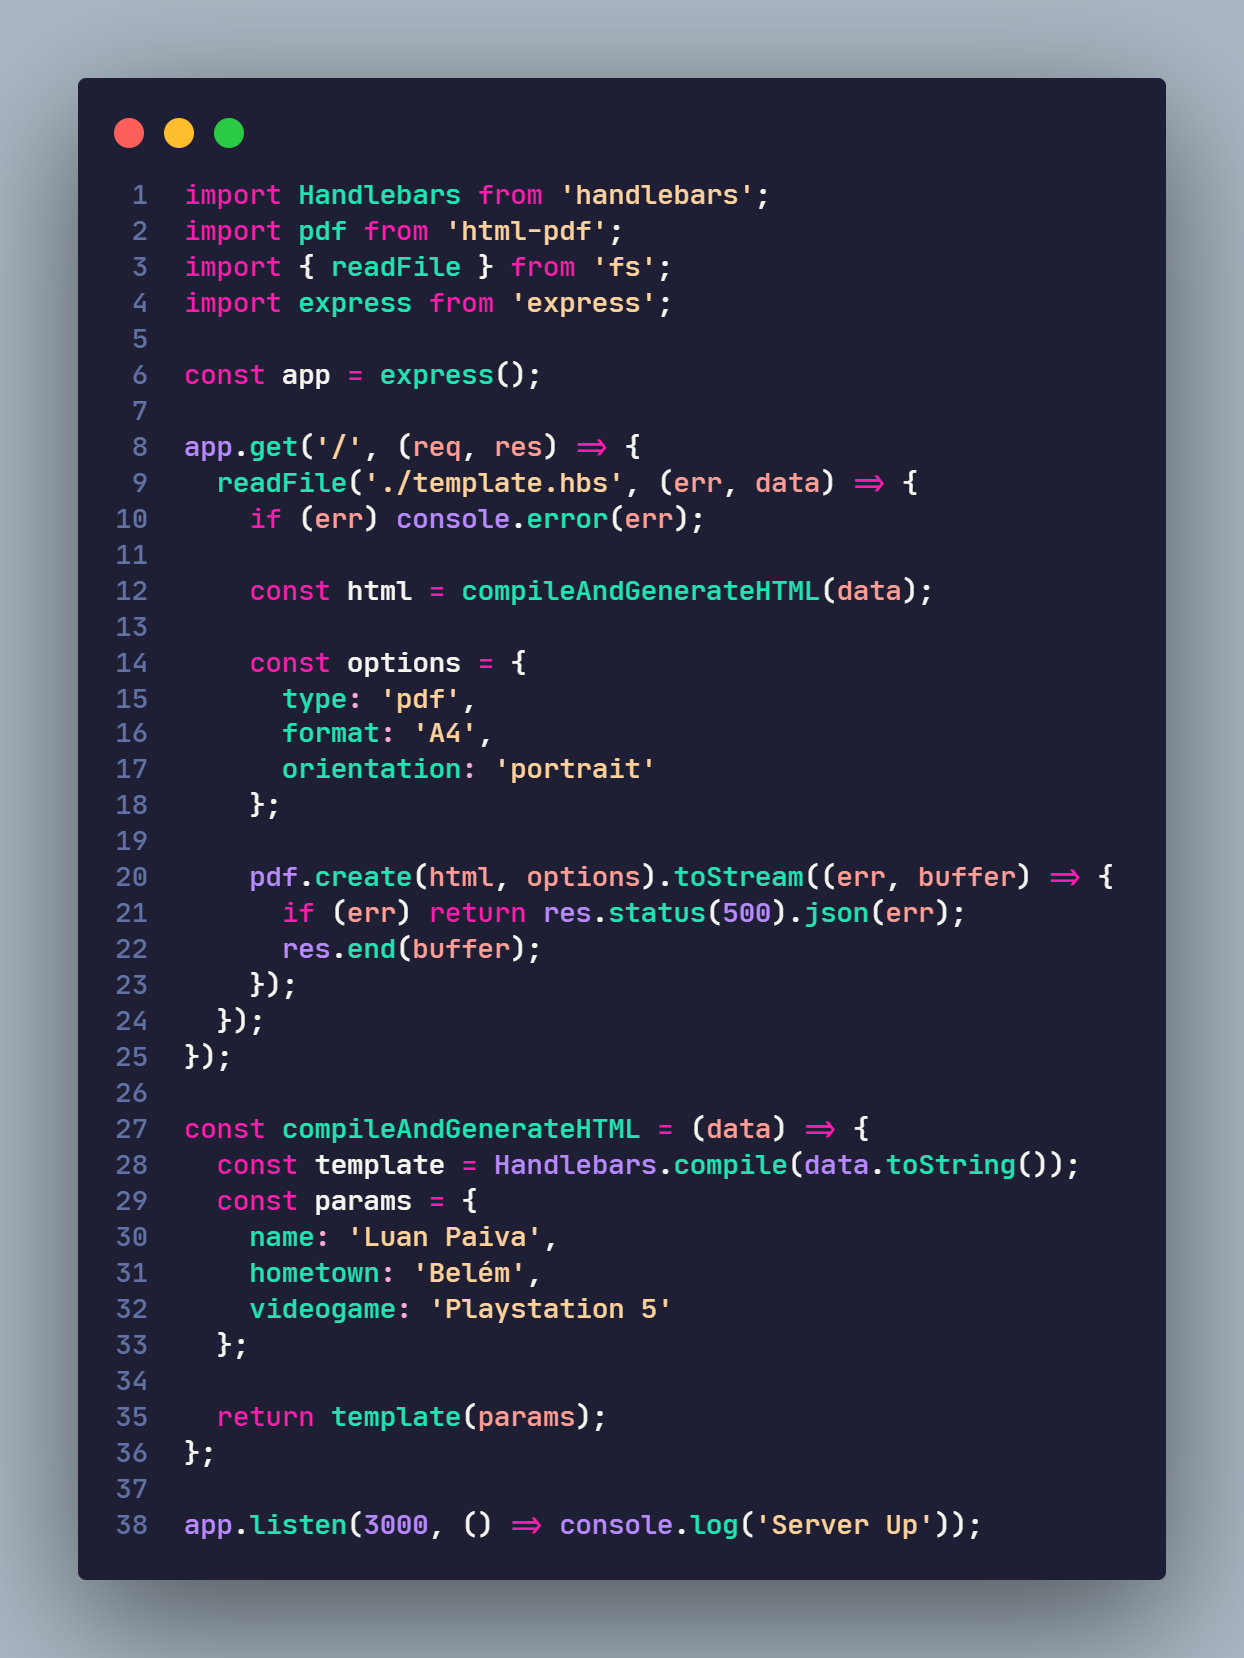 1 import Handlebars from 'handlebars';
2 import pdf from 'html-pdf';
3 import { readFile } from 'fs';
4 import express from 'express';
5
6 const app = express();
7
8 app.get('/', (req, res) => {
9   readFile('./template.hbs', (err, data) => {
10     if (err) console.error(err);
11
12     const html = compileAndGenerateHTML(data);
13
14     const options = {
15       type: 'pdf',
16       format: 'A4',
17       orientation: 'portrait'
18     };
19
20     pdf.create(html, options).toStream((err, buffer) => {
21       if (err) return res.status(500).json(err);
22       res.end(buffer);
23     });
24   });
25 });
26
27 const compileAndGenerateHTML = (data) => {
28   const template = Handlebars.compile(data.toString());
29   const params = {
30     name: 'Luan Paiva',
31     hometown: 'Belém',
32     videogame: 'Playstation 5'
33   };
34
35   return template(params);
36 };
37
38 app.listen(3000, () => console.log('Server Up'));